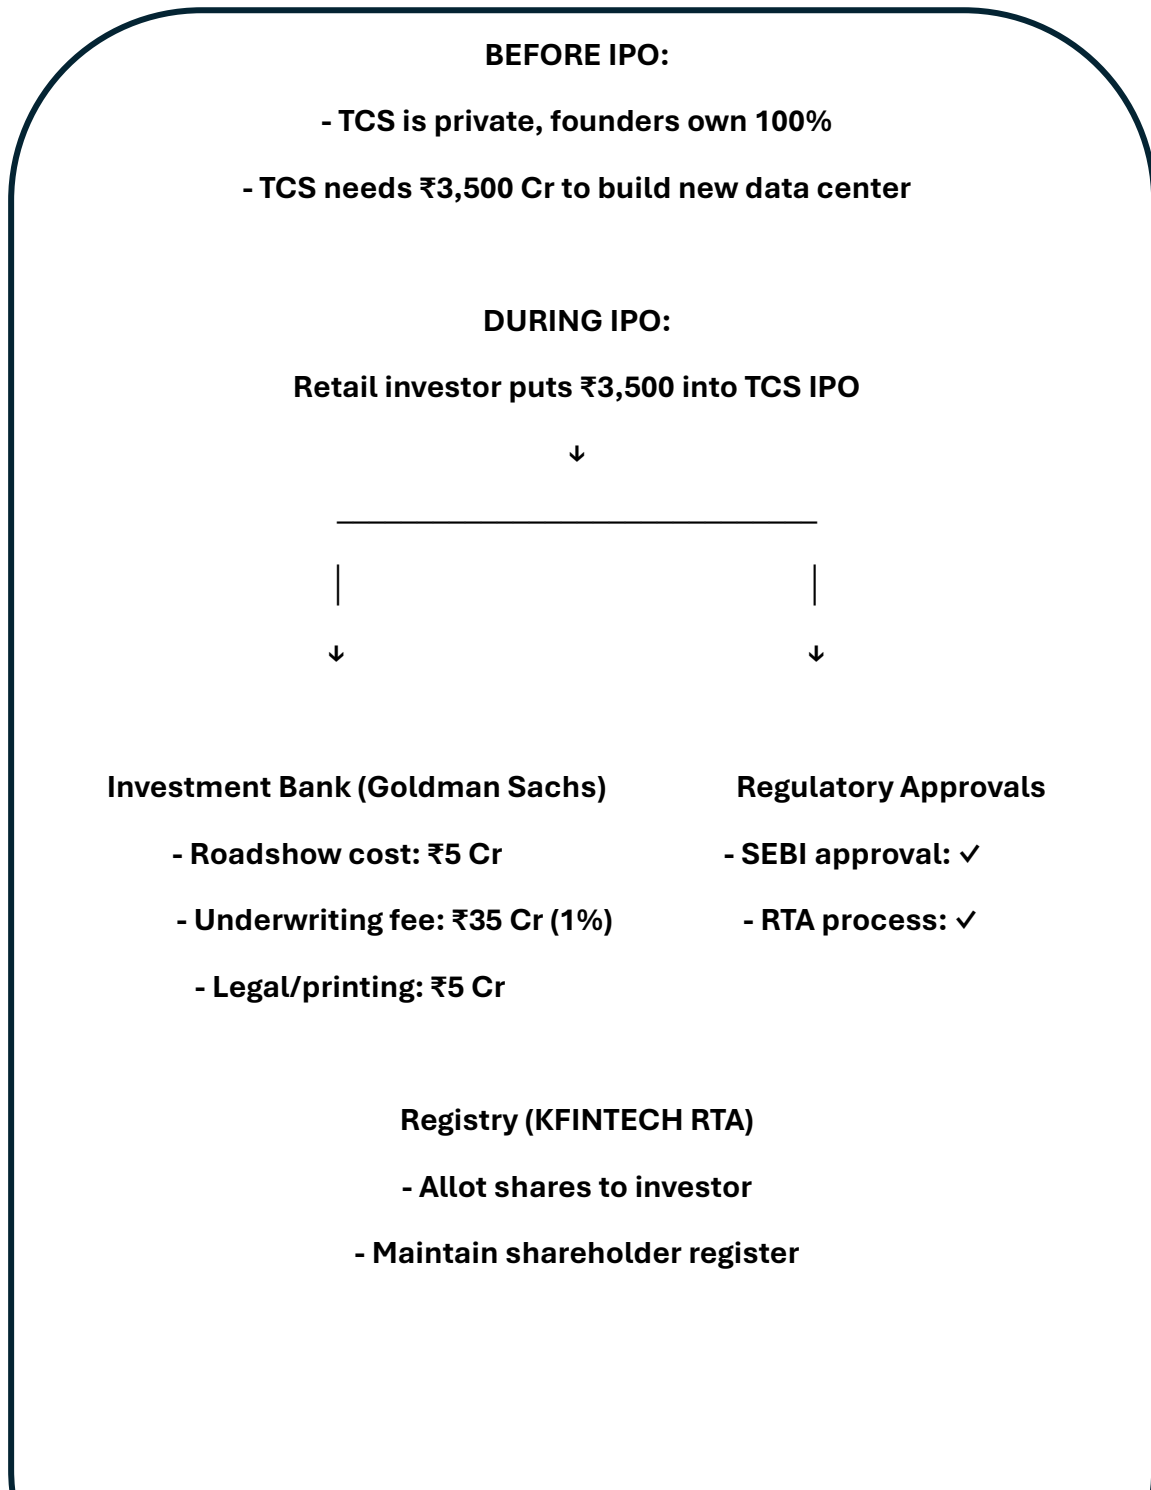 BEFORE IPO:
- TCS is private, founders own 100%
- TCS needs ₹3,500 Cr to build new data center
DURING IPO:
Retail investor puts ₹3,500 into TCS IPO
↓
↓ ↓
Investment Bank (Goldman Sachs) Regulatory Approvals
- Roadshow cost: ₹5 Cr - SEBI approval: ✓
- Underwriting fee: ₹35 Cr (1%) - RTA process: ✓
- Legal/printing: ₹5 Cr
Registry (KFINTECH RTA)
- Allot shares to investor
- Maintain shareholder register